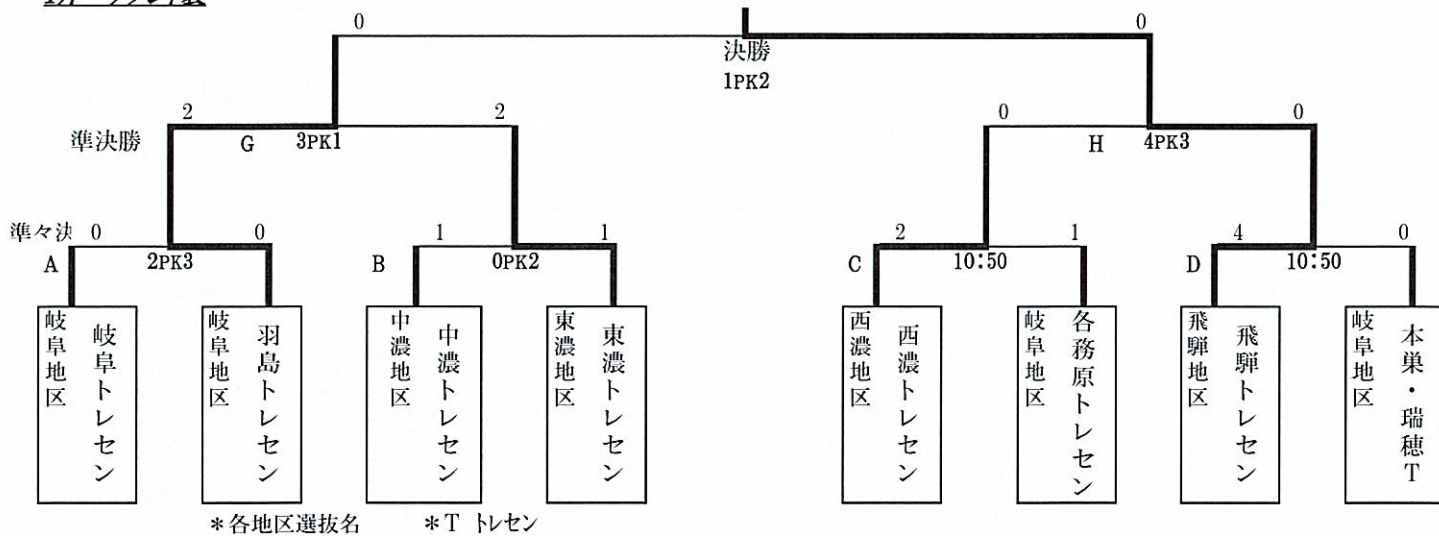 0 0
決勝
1PK2
2 2 0 0
準決勝 G 3PK1 H 4PK3
準々決 0 0 1 1 2 1 4 0
A 2PK3 B 0PK2 C 10:50 D 10:50
岐阜地区 岐阜トレセン
岐阜地区 羽島トレセン
中濃地区 中濃トレセン
東濃地区 東濃トレセン
西濃地区 西濃トレセン
岐阜地区 各務原トレセン
飛騨地区 飛騨トレセン
岐阜地区 本巣・瑞穂T
*各地区選抜名 *T トレセン